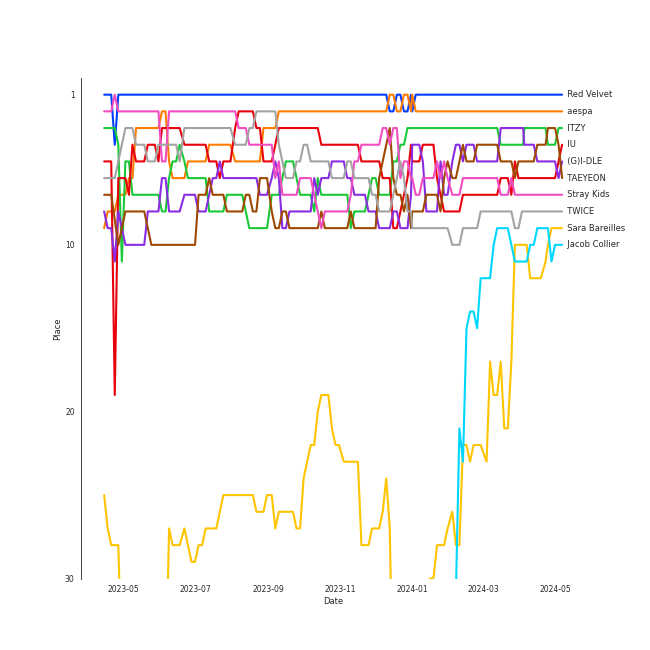 1
10
20
30
Place
2023-05
2023-07
2023-09
2023-11
2024-01
2024-03
2024-05
Date
Red Velvet
aespa
ITZY
IU
(G)I-DLE
TAEYEON
Stray Kids
TWICE
Sara Bareilles
Jacob Collier